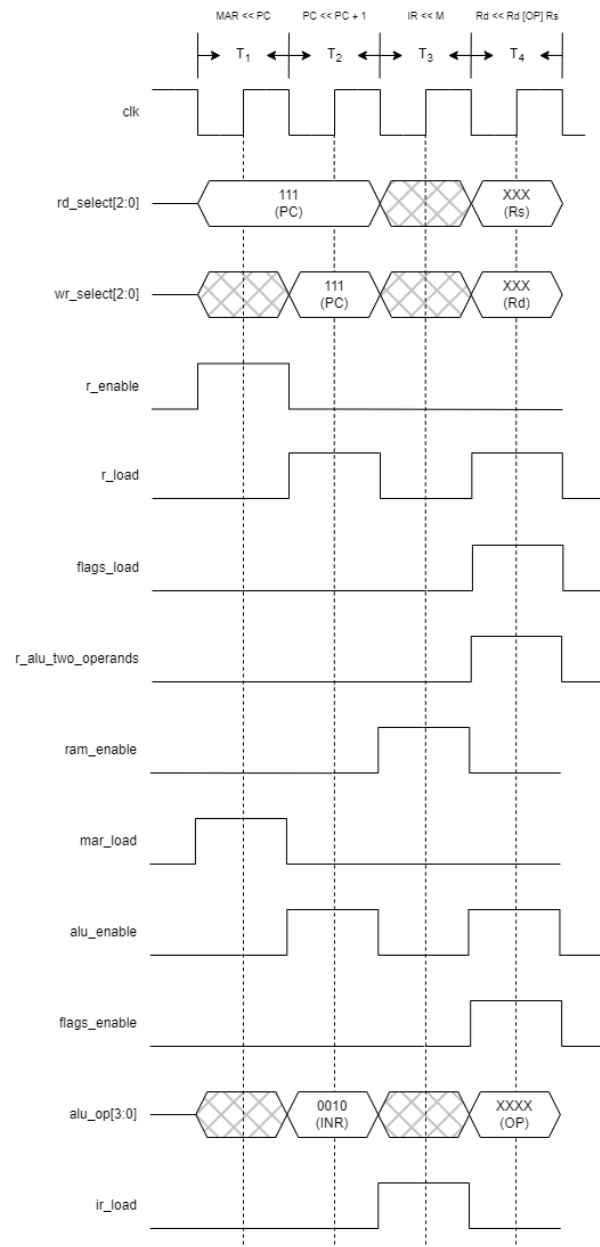 MAR << PC PC << PC + 1 IR << M Rd << Rd [OP] Rs
T1 T2 T3 T4
clk
rd_select[2:0]
111
(PC)
XXX
(Rs)
wr_select[2:0]
111
(PC)
XXX
(Rd)
r_enable
r_load
flags_load
r_alu_two_operands
ram_enable
mar_load
alu_enable
flags_enable
alu_op[3:0]
0010
(INR)
XXXX
(OP)
ir_load